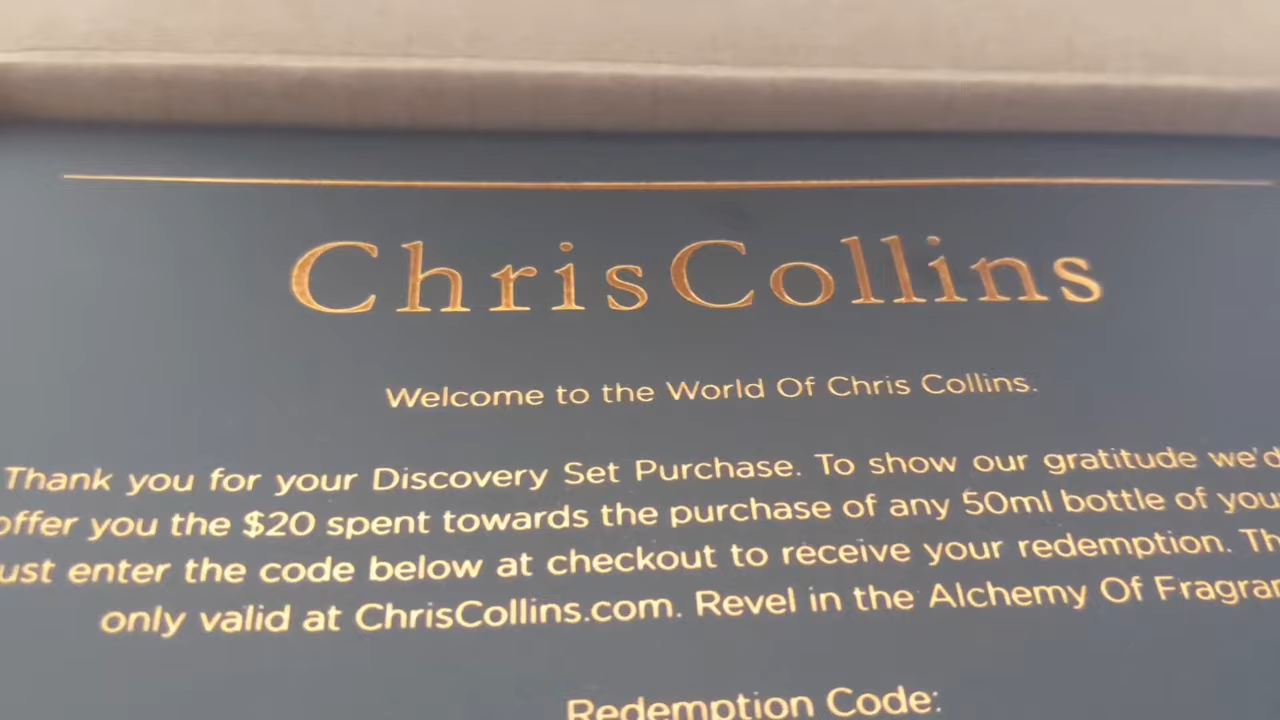 ChrisCollins
Welcome to the World Of Chris Collins.
Thank you for your Discovery Set Purchase. To show our gratitude we'd
offer you the $20 spent towards the purchase of any 50ml bottle of you
ust enter the code below at checkout to receive your redemption. Th
only valid at ChrisCollins.com. Revel in the Alchemy Of Fragran
Redemption Code: